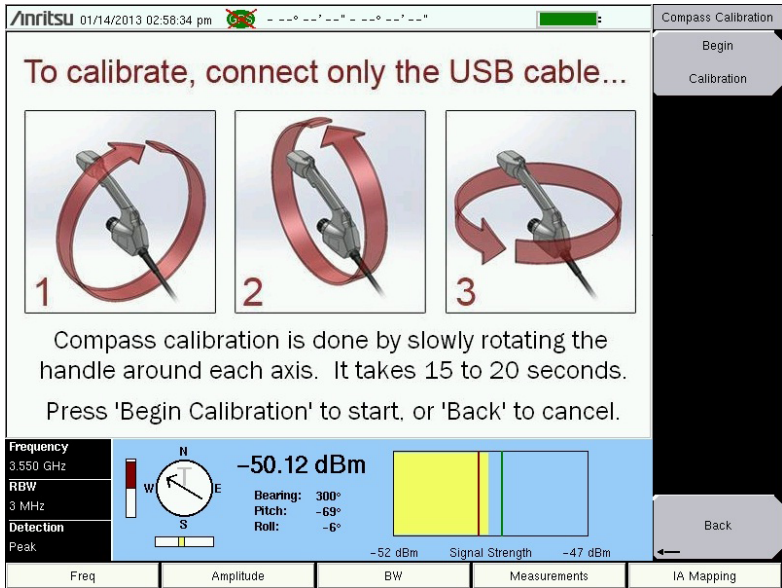 Anritsu 01/14/2013 02:58:34 pm GPS - --°--'--" - --°--'--"
Compass Calibration
Begin
Calibration
To calibrate, connect only the USB cable...
1 2 3
Compass calibration is done by slowly rotating the
handle around each axis. It takes 15 to 20 seconds.
Press 'Begin Calibration' to start, or 'Back' to cancel.
Frequency
3.550 GHz
RBW
3 MHz
Detection
Peak
N
W E
S
T
-50.12 dBm
Bearing: 300°
Pitch: -69°
Roll: -6°
-52 dBm Signal Strength -47 dBm
Back
Freq Amplitude BW Measurements IA Mapping